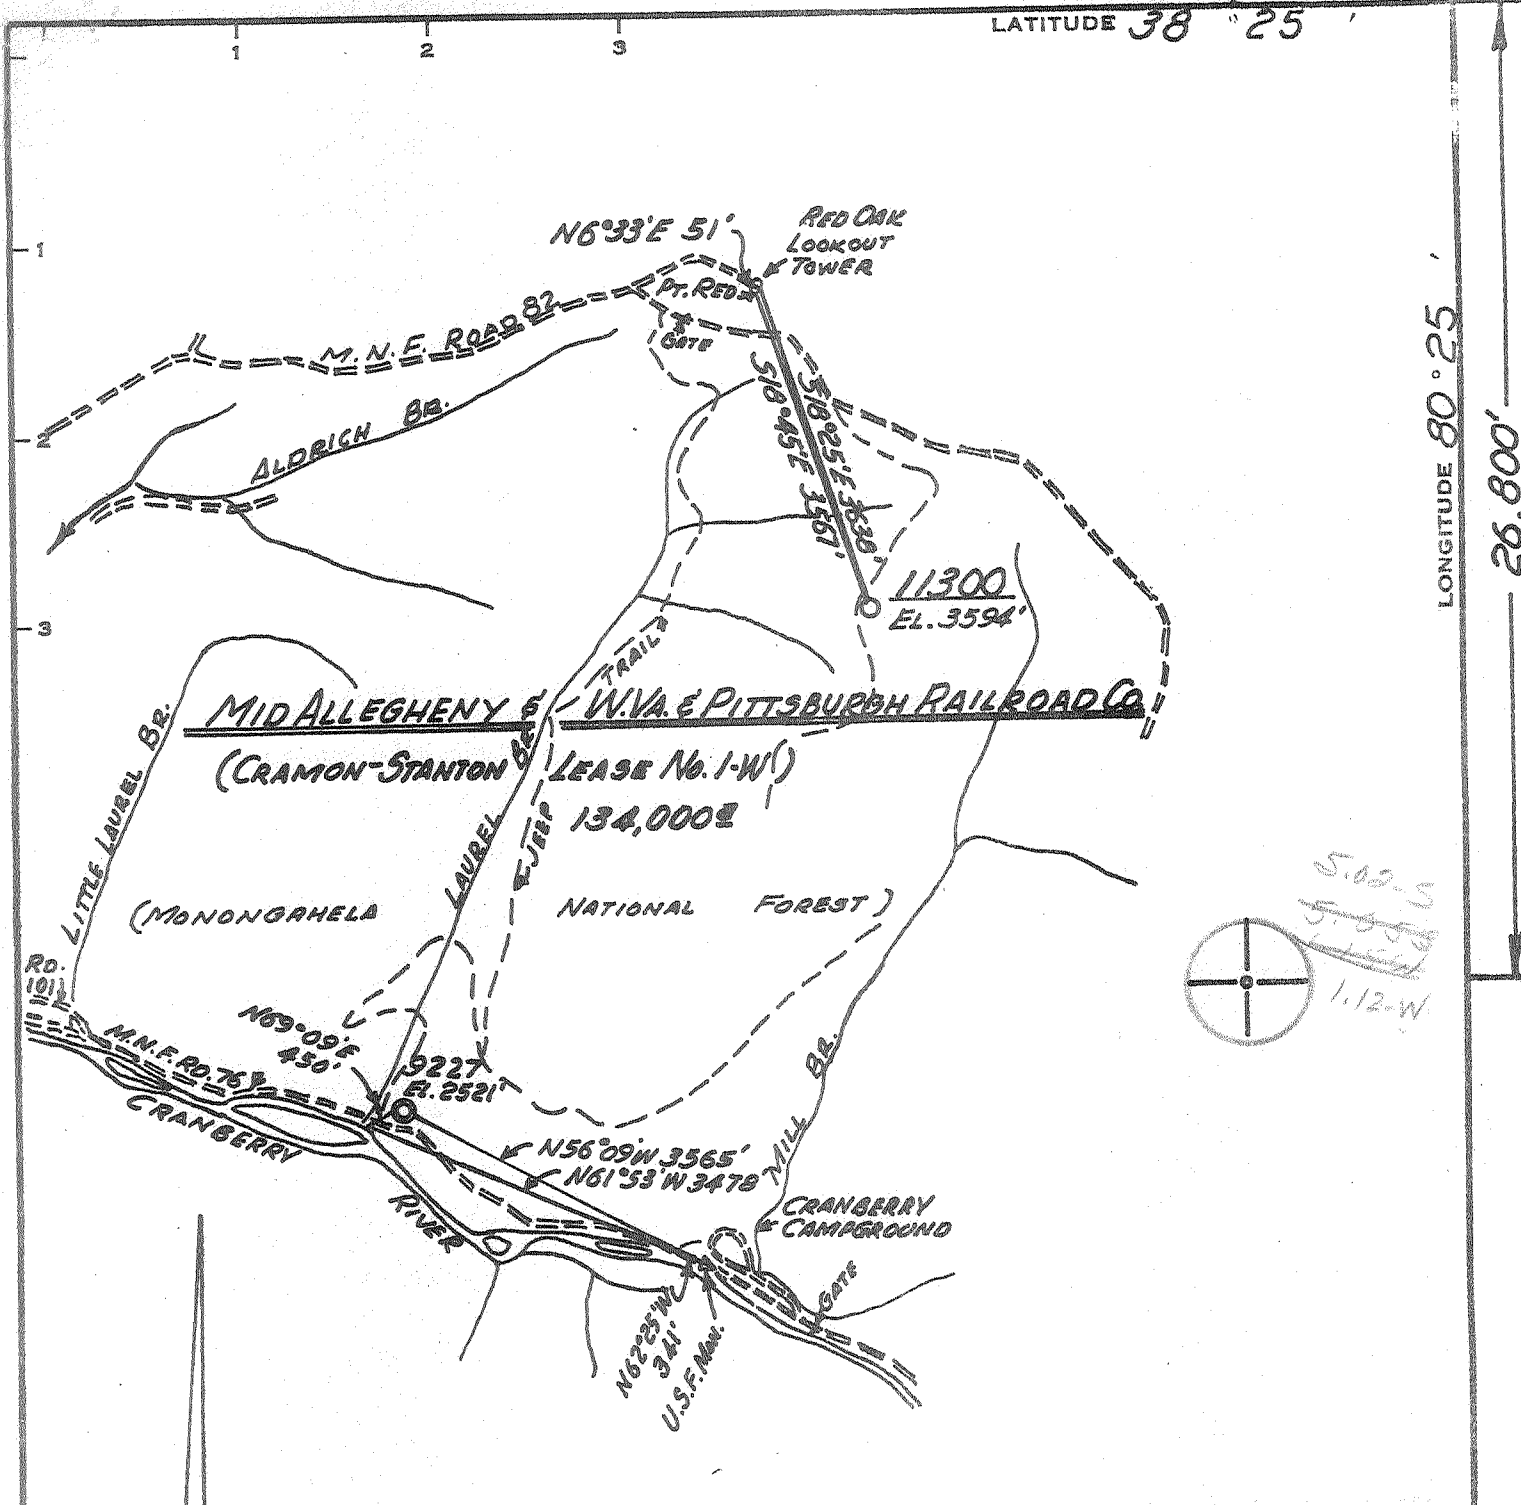 LATITUDE 38 ° 25 '
1 2 3
1
2
3
N6°33'E 51'
RED OAK
LOOKOUT
TOWER
PT. RED
M.N.F. ROAD 82
GATE
ALDRICH BR.
S18°45'E 3567'
S18°25'E 3638'
LONGITUDE 80° 25 '
26,800'
11300
EL. 3594'
TRAIL
MID ALLEGHENY & W.VA. & PITTSBURGH RAILROAD CO.
(CRAMON-STANTON LEASE No. 1-W)
134,000
LITTLE LAUREL BR.
LAUREL BR.
JEEP
(MONONGAHELA NATIONAL FOREST)
5.02-S
1.12-W
RD.
101
N69°09'E
450'
M.N.F. RD. 76
9227
EL. 2521'
CRANBERRY
RIVER
MILL BR.
N56°09'W 3565'
N61°53'W 3478'
CRANBERRY
CAMPGROUND
GATE
N62°25'W
341'
U.S.F. Mon.